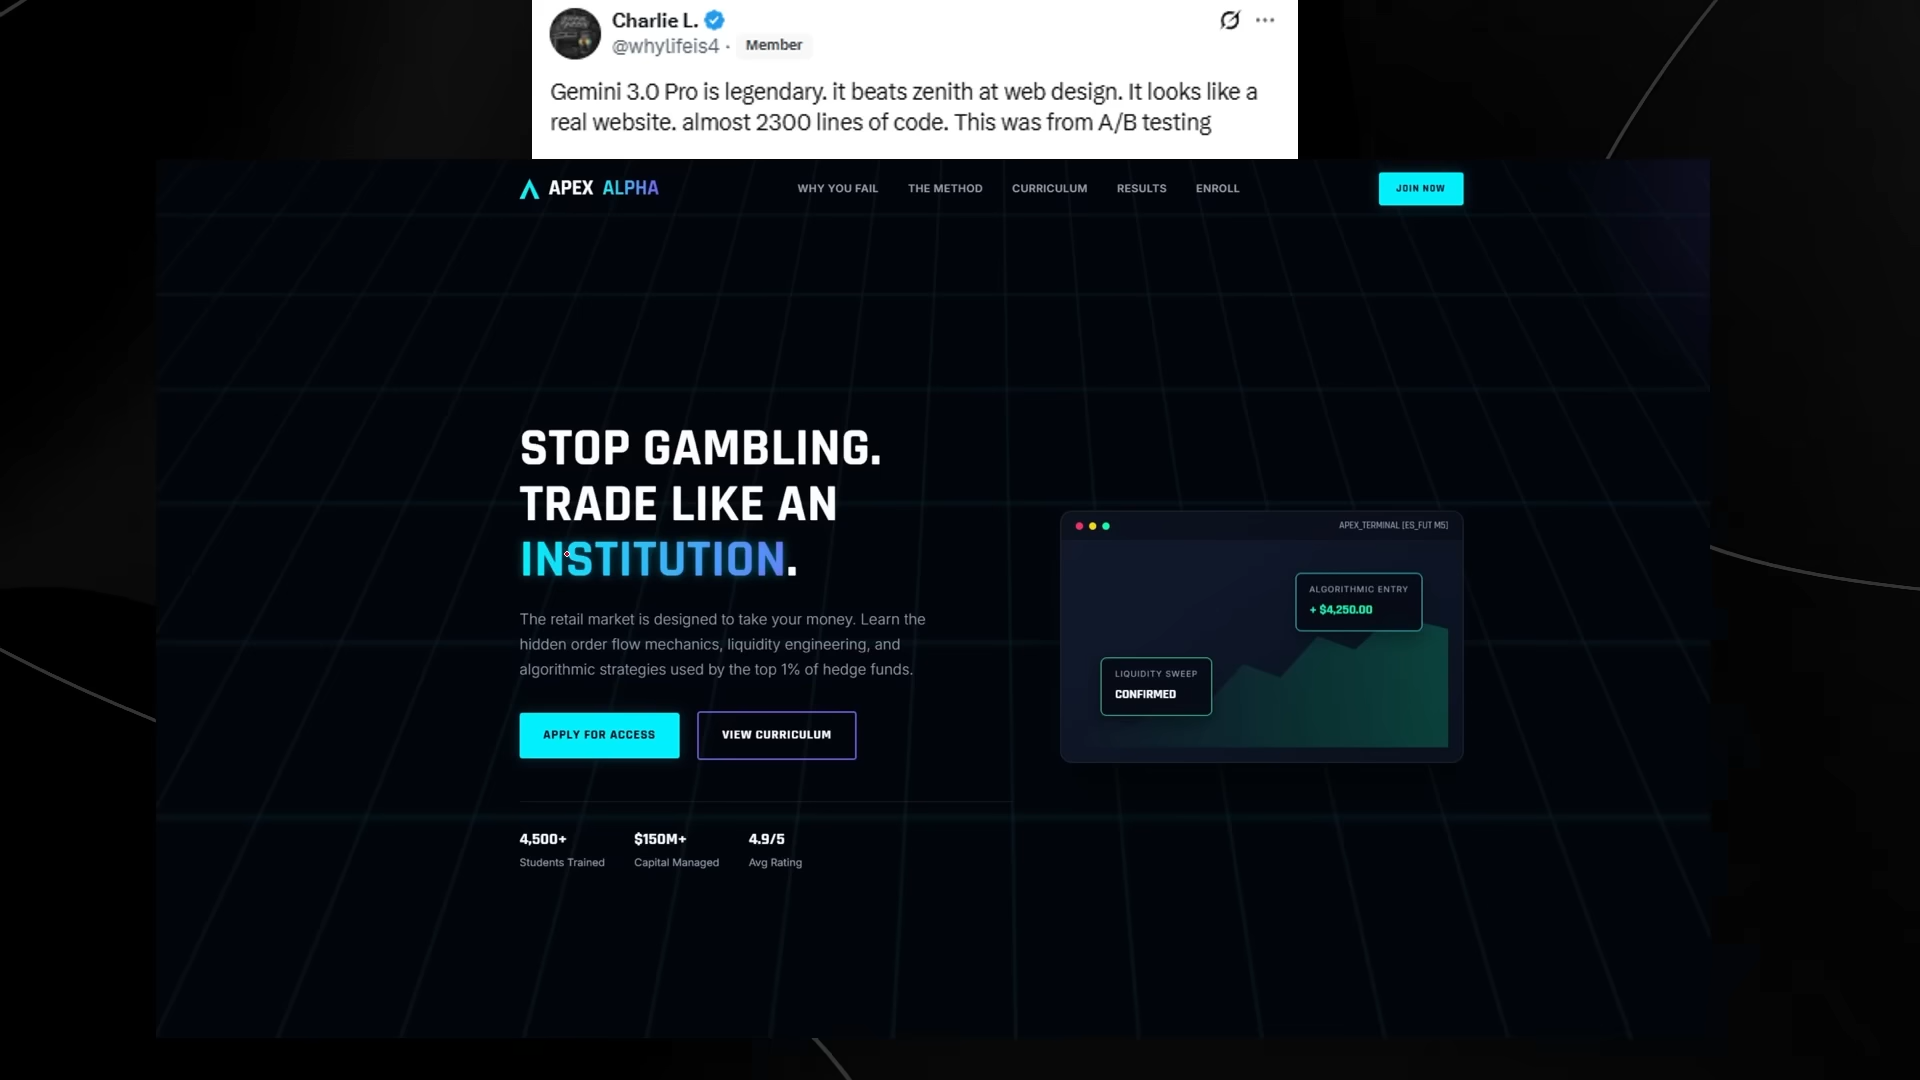 Charlie L.
@whylifeis4 · Member
Gemini 3.0 Pro is legendary. it beats zenith at web design. It looks like a
real website. almost 2300 lines of code. This was from A/B testing
APEX ALPHA
WHY YOU FAIL
THE METHOD
CURRICULUM
RESULTS
ENROLL
JOIN NOW
STOP GAMBLING.
TRADE LIKE AN
INSTITUTION.
The retail market is designed to take your money. Learn the
hidden order flow mechanics, liquidity engineering, and
algorithmic strategies used by the top 1% of hedge funds.
APPLY FOR ACCESS
VIEW CURRICULUM
4,500+
Students Trained
$150M+
Capital Managed
4.9/5
Avg Rating
APEX_TERMINAL [ES_FUT M5]
ALGORITHMIC ENTRY
+ $4,250.00
LIQUIDITY SWEEP
CONFIRMED